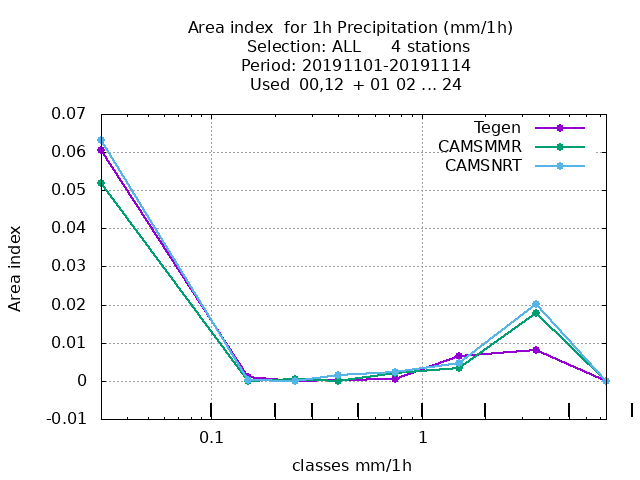 Area index  for 1h Precipitation (mm/1h)
Selection: ALL      4 stations
Period: 20191101-20191114
Used  00,12  + 01 02 ... 24
Tegen
CAMSMMR
CAMSNRT
0.07
0.06
0.05
0.04
0.03
0.02
0.01
0
-0.01
Area index
0.1
1
classes mm/1h